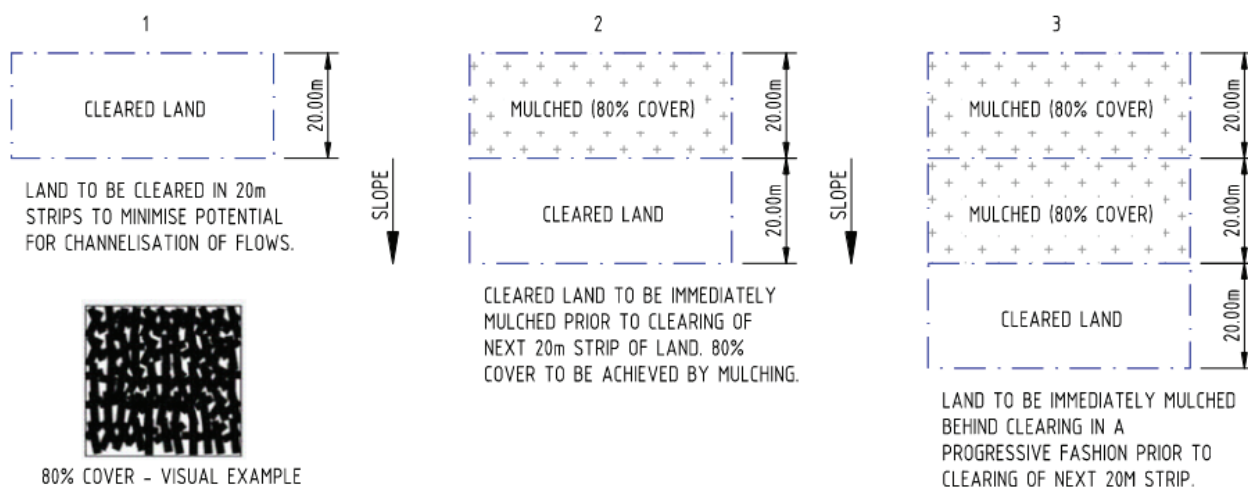 1
CLEARED LAND
20.00m
LAND TO BE CLEARED IN 20m
STRIPS TO MINIMISE POTENTIAL
FOR CHANNELISATION OF FLOWS.
80% COVER - VISUAL EXAMPLE
SLOPE
2
MULCHED (80% COVER)
20.00m
CLEARED LAND
20.00m
CLEARED LAND TO BE IMMEDIATELY
MULCHED PRIOR TO CLEARING OF
NEXT 20m STRIP OF LAND. 80%
COVER TO BE ACHIEVED BY MULCHING.
SLOPE
3
MULCHED (80% COVER)
20.00m
MULCHED (80% COVER)
20.00m
CLEARED LAND
20.00m
LAND TO BE IMMEDIATELY MULCHED
BEHIND CLEARING IN A
PROGRESSIVE FASHION PRIOR TO
CLEARING OF NEXT 20M STRIP.